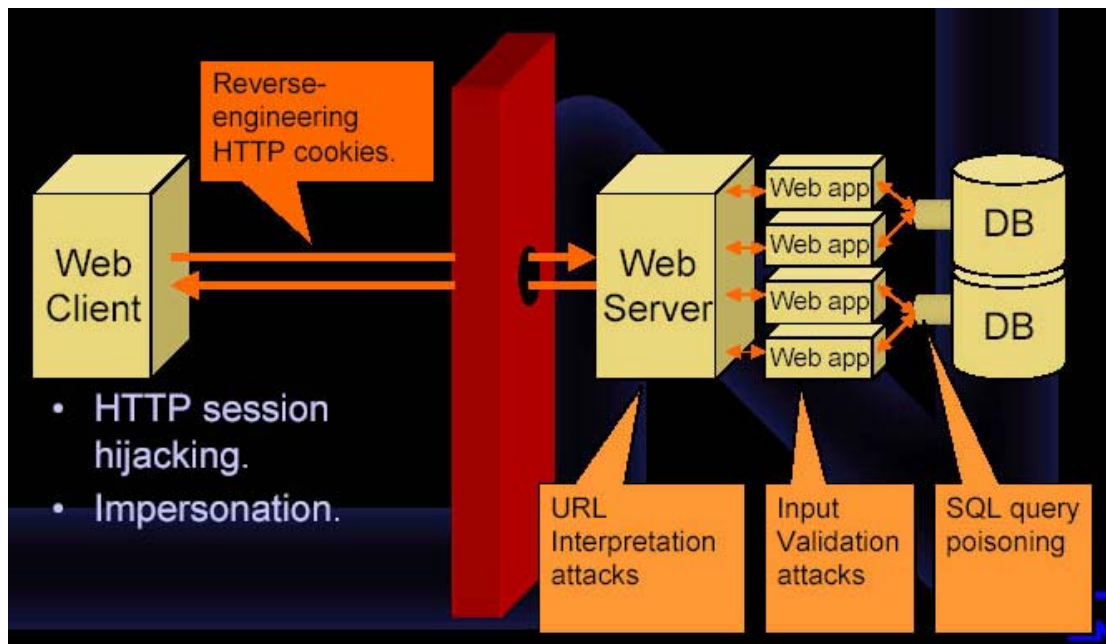 Reverse-
engineering
HTTP cookies.
Web
Client
Web
Server
Web app
Web app
Web app
Web app
DB
DB
• HTTP session
hijacking.
• Impersonation.
URL
Interpretation
attacks
Input
Validation
attacks
SQL query
poisoning